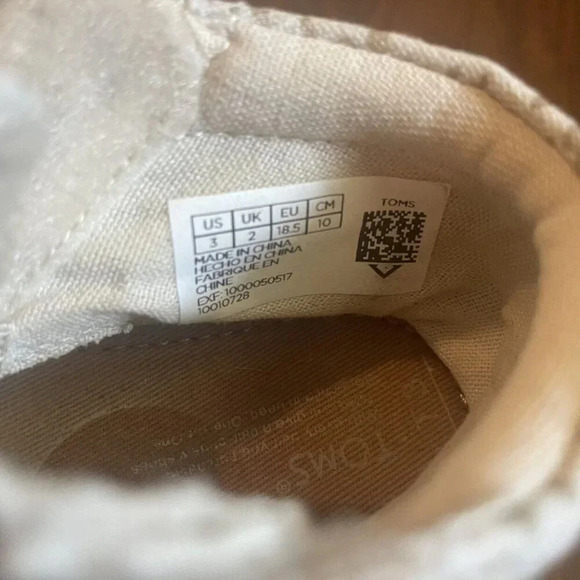 US UK EU CM
3 2 18.5 10
TOMS
MADE IN CHINA
HECHO EN CHINA
FABRIQUE EN
CHINE
EXF: 1000050517
10010728
TOMS